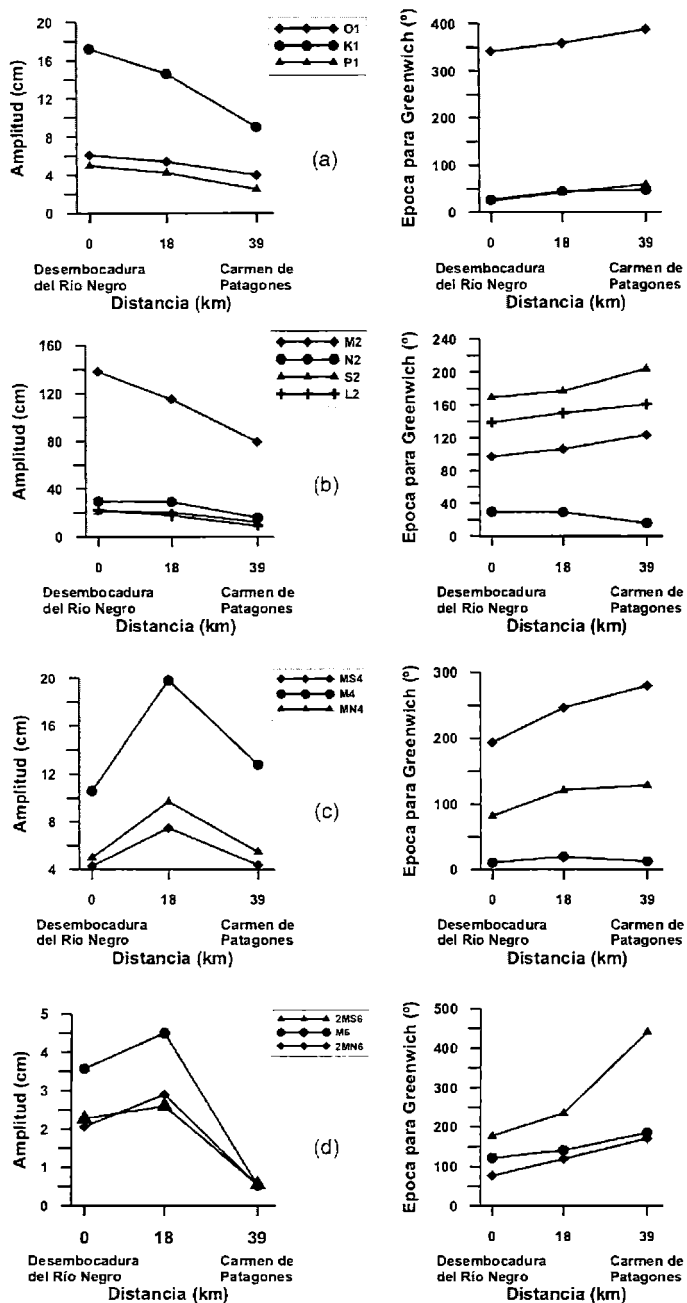 20
16
12
8
4
0
Amplitud (cm)
O1
K1
P1
(a)
0 18 39
Desembocadura del Río Negro
Carmen de Patagones
Distancia (km)
400
350
300
100
50
0
Epoca para Greenwich (º)
0 18 39
Desembocadura del Río Negro
Carmen de Patagones
Distancia (km)
160
120
80
40
0
Amplitud (cm)
M2
N2
S2
L2
(b)
0 18 39
Desembocadura del Río Negro
Carmen de Patagones
Distancia (km)
240
200
160
120
80
40
0
Epoca para Greenwich (º)
0 18 39
Desembocadura del Río Negro
Carmen de Patagones
Distancia (km)
20
16
12
8
4
Amplitud (cm)
MS4
M4
MN4
(c)
0 18 39
Desembocadura del Río Negro
Carmen de Patagones
Distancia (km)
300
200
100
0
Epoca para Greenwich (º)
0 18 39
Desembocadura del Río Negro
Carmen de Patagones
Distancia (km)
5
4
3
2
1
0
Amplitud (cm)
2MS6
M6
2MN6
(d)
0 18 39
Desembocadura del Río Negro
Carmen de Patagones
Distancia (km)
500
400
300
200
100
0
Epoca para Greenwich (º)
0 18 39
Desembocadura del Río Negro
Carmen de Patagones
Distancia (km)